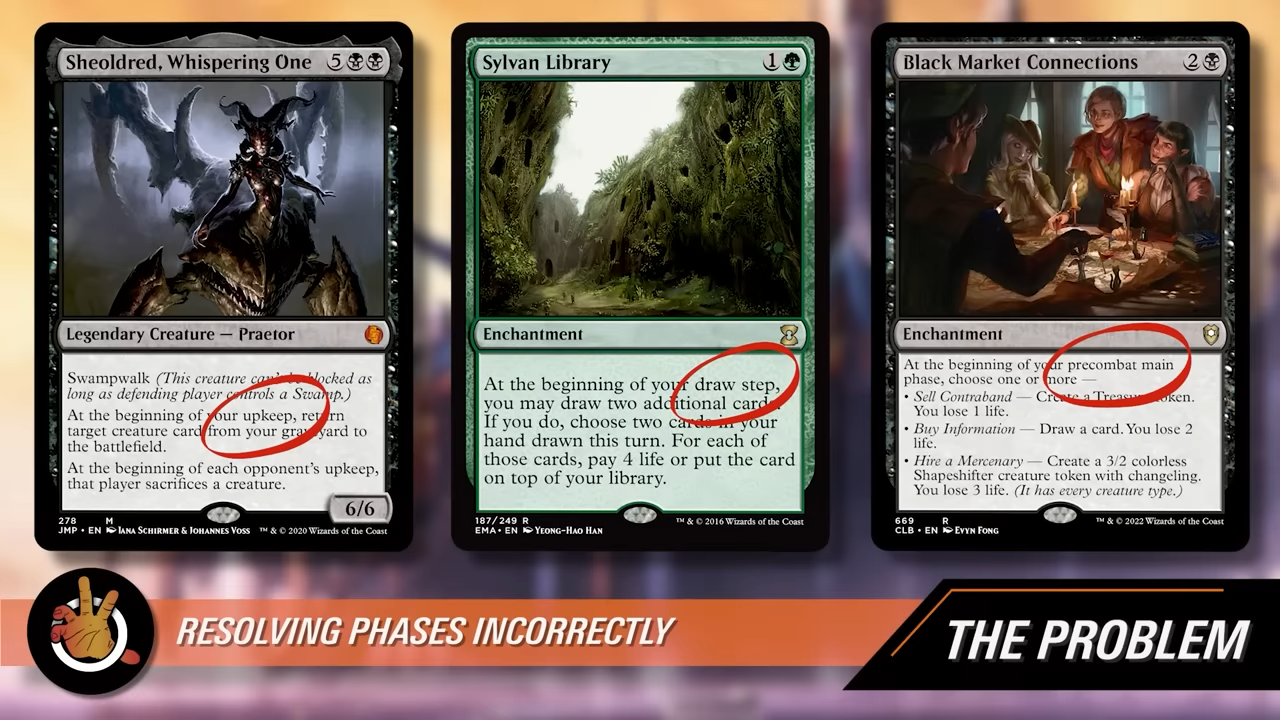 Sheoldred, Whispering One 5
Legendary Creature — Praetor
Swampwalk (This creature can't be blocked as
long as defending player controls a Swamp.)
At the beginning of your upkeep, return
target creature card from your graveyard to
the battlefield.
At the beginning of each opponent's upkeep,
that player sacrifices a creature.
6/6
278 M
JMP • EN Iana Schirmer & Johannes Voss
™ & © 2020 Wizards of the Coast
Sylvan Library 1
Enchantment
At the beginning of your draw step,
you may draw two additional cards.
If you do, choose two cards in your
hand drawn this turn. For each of
those cards, pay 4 life or put the card
on top of your library.
187/249 R
EMA • EN Yeong-Hao Han
™ & © 2016 Wizards of the Coast
Black Market Connections 2
Enchantment
At the beginning of your precombat main
phase, choose one or more —
• Sell Contraband — Create a Treasure token.
You lose 1 life.
• Buy Information — Draw a card. You lose 2
life.
• Hire a Mercenary — Create a 3/2 colorless
Shapeshifter creature token with changeling.
You lose 3 life. (It has every creature type.)
669 R
CLB • EN Evyn Fong
™ & © 2022 Wizards of the Coast
RESOLVING PHASES INCORRECTLY
THE PROBLEM